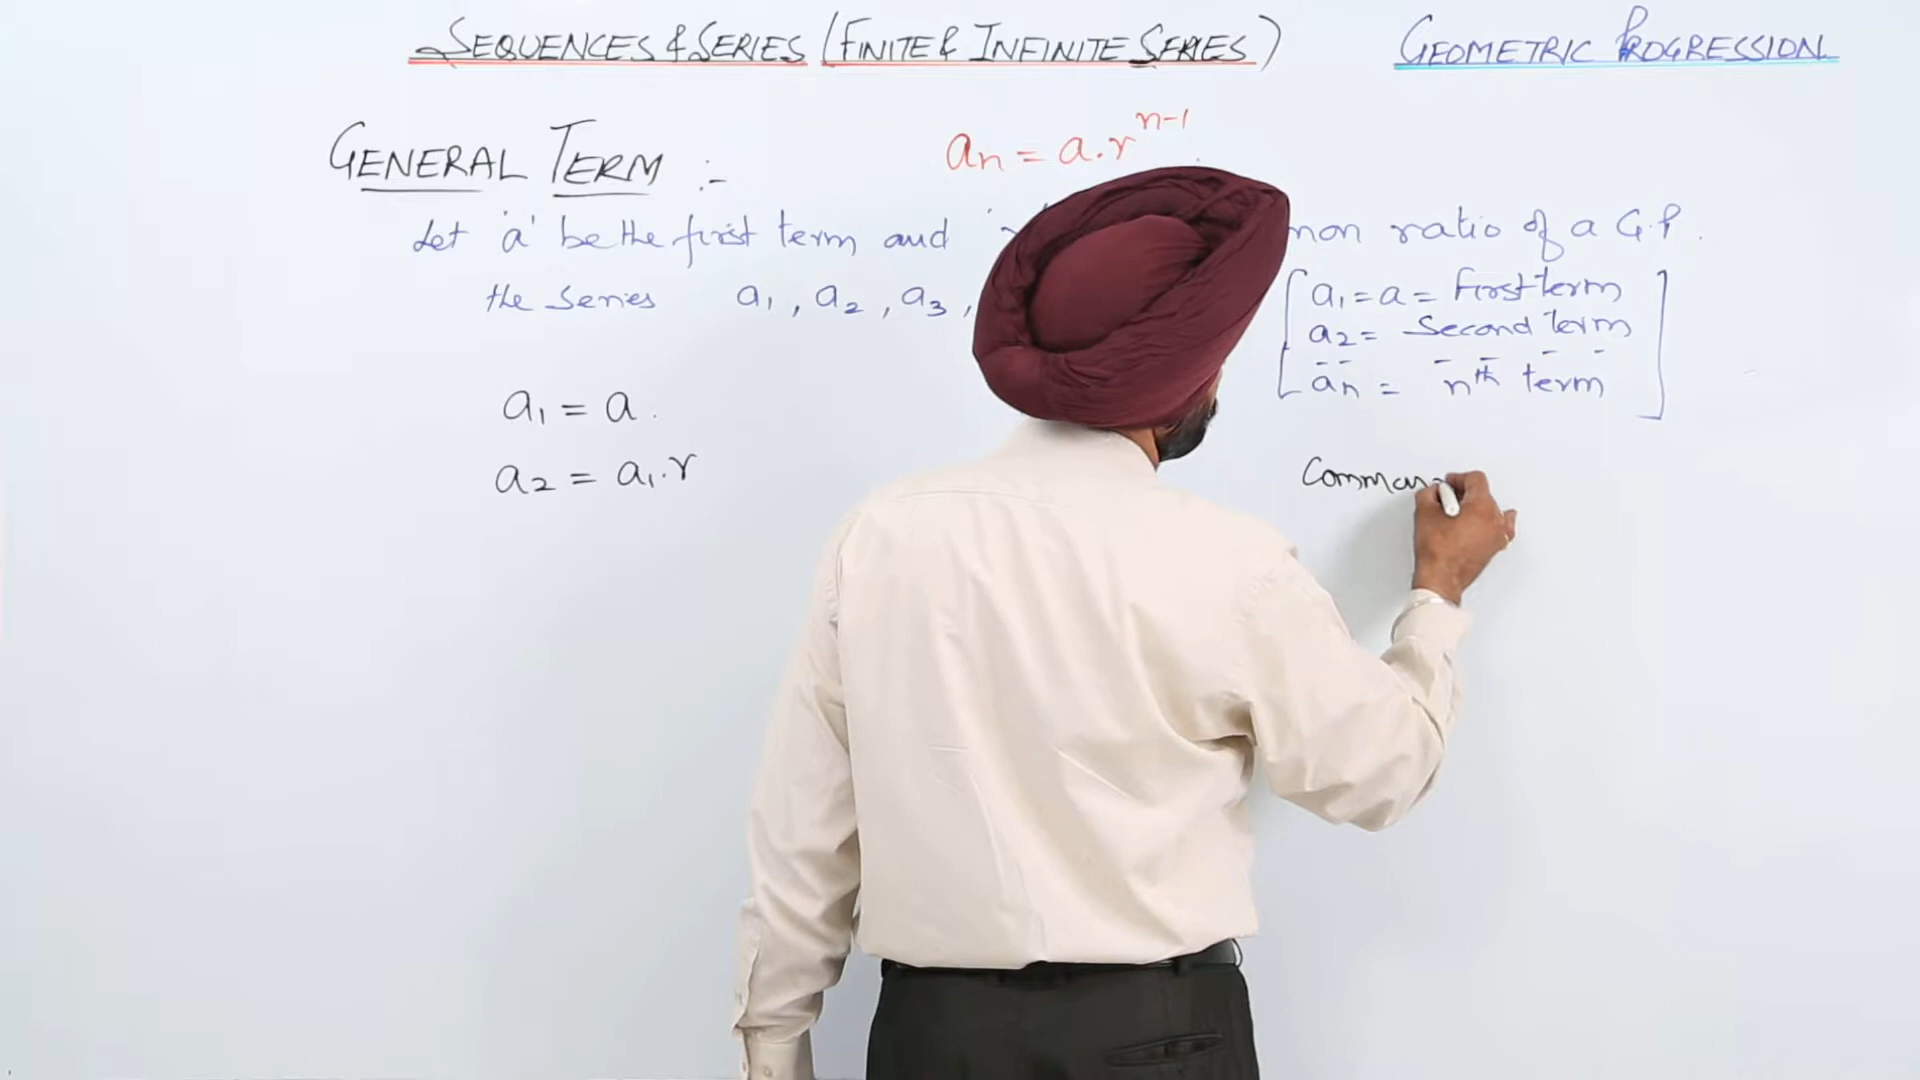 SEQUENCES & SERIES (FINITE & INFINITE SERIES)
GEOMETRIC PROGRESSION
GENERAL TERM :-
an = a.r^n-1
Let 'a' be the first term and
mon ratio of a G.P.
the series a1, a2, a3,
a1 = a = First term
a2 = Second term
an = nth term
a1 = a.
a2 = a1.r